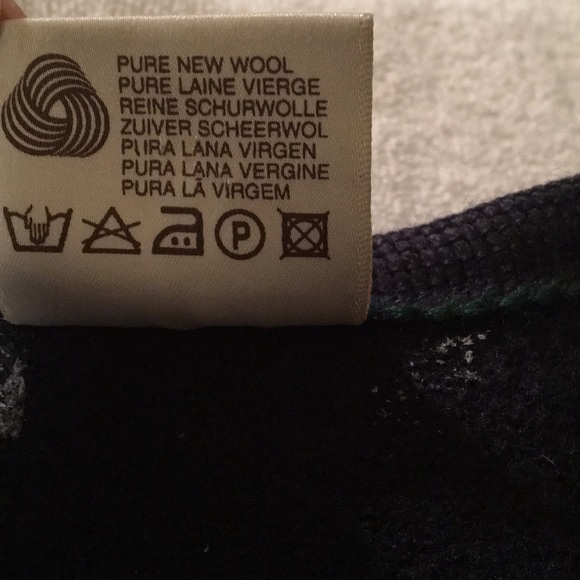 PURE NEW WOOL
PURE LAINE VIERGE
REINE SCHURWOLLE
ZUIVER SCHEERWOL
PURA LANA VIRGEN
PURA LANA VERGINE
PURA LÃ VIRGEM
P